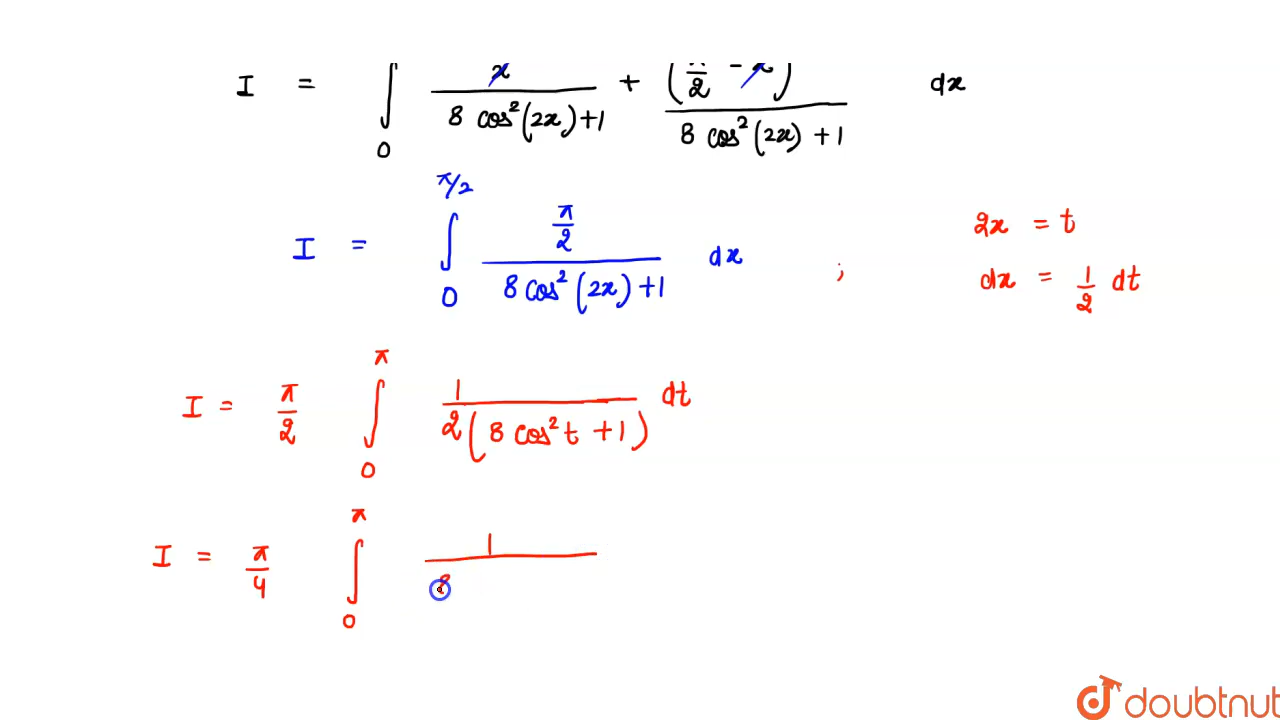 I = ∫₀ x / (8 cos²(2x)+1) + (π/2 - x) / (8 cos²(2x)+1) dx
I = ∫₀^(π/2) (π/2) / (8 cos²(2x)+1) dx ;
2x = t
dx = 1/2 dt
I = π/2 ∫₀^π 1 / (2(8 cos²t +1)) dt
I = π/4 ∫₀^π 1 / 8
doubtnut